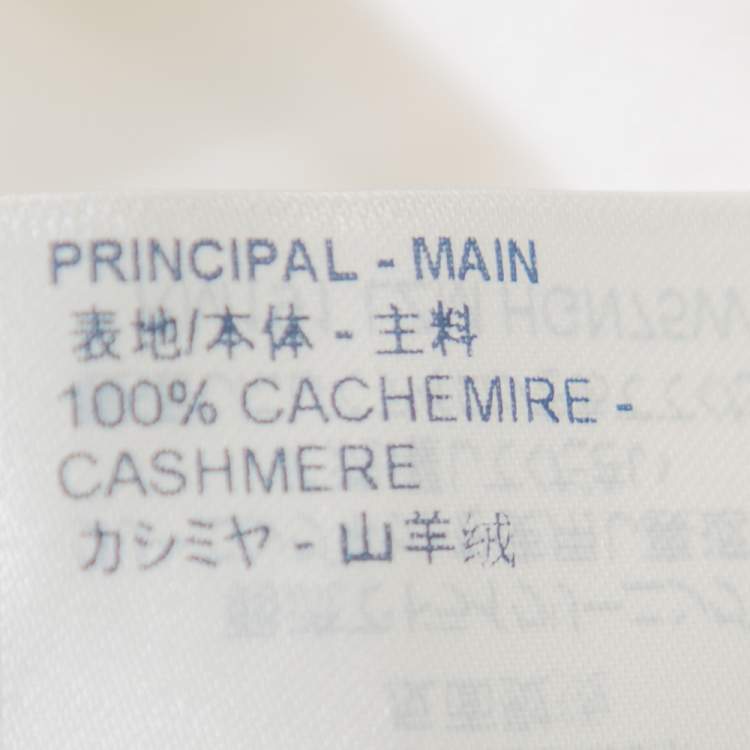 PRINCIPAL - MAIN
表地/本体 - 主料
100% CACHEMIRE -
CASHMERE
カシミヤ - 山羊绒